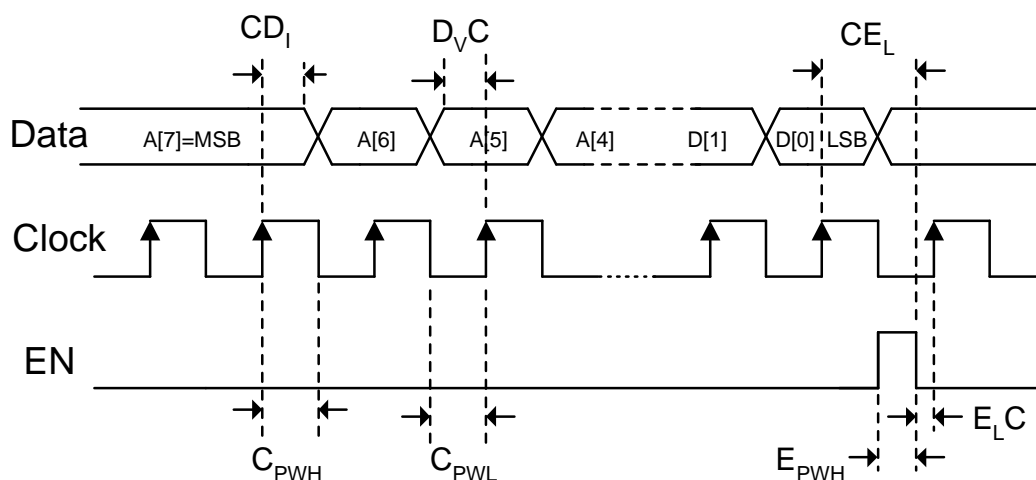 CD_I
D_VC
CE_L
Data
A[7]=MSB
A[6]
A[5]
A[4]
D[1]
D[0]
LSB
Clock
EN
E_LC
C_PWH
C_PWL
E_PWH